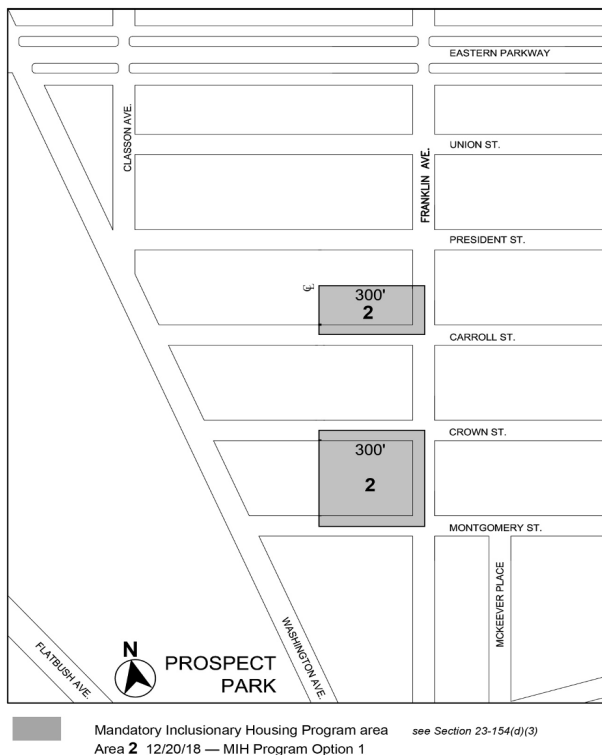 EASTERN PARKWAY
CLASSON AVE.
UNION ST.
FRANKLIN AVE.
PRESIDENT ST.
℄
300'
2
CARROLL ST.
CROWN ST.
300'
2
MONTGOMERY ST.
MCKEEVER PLACE
WASHINGTON AVE.
FLATBUSH AVE.
N
PROSPECT
PARK
Mandatory Inclusionary Housing Program area see Section 23-154(d)(3)
Area 2 12/20/18 — MIH Program Option 1